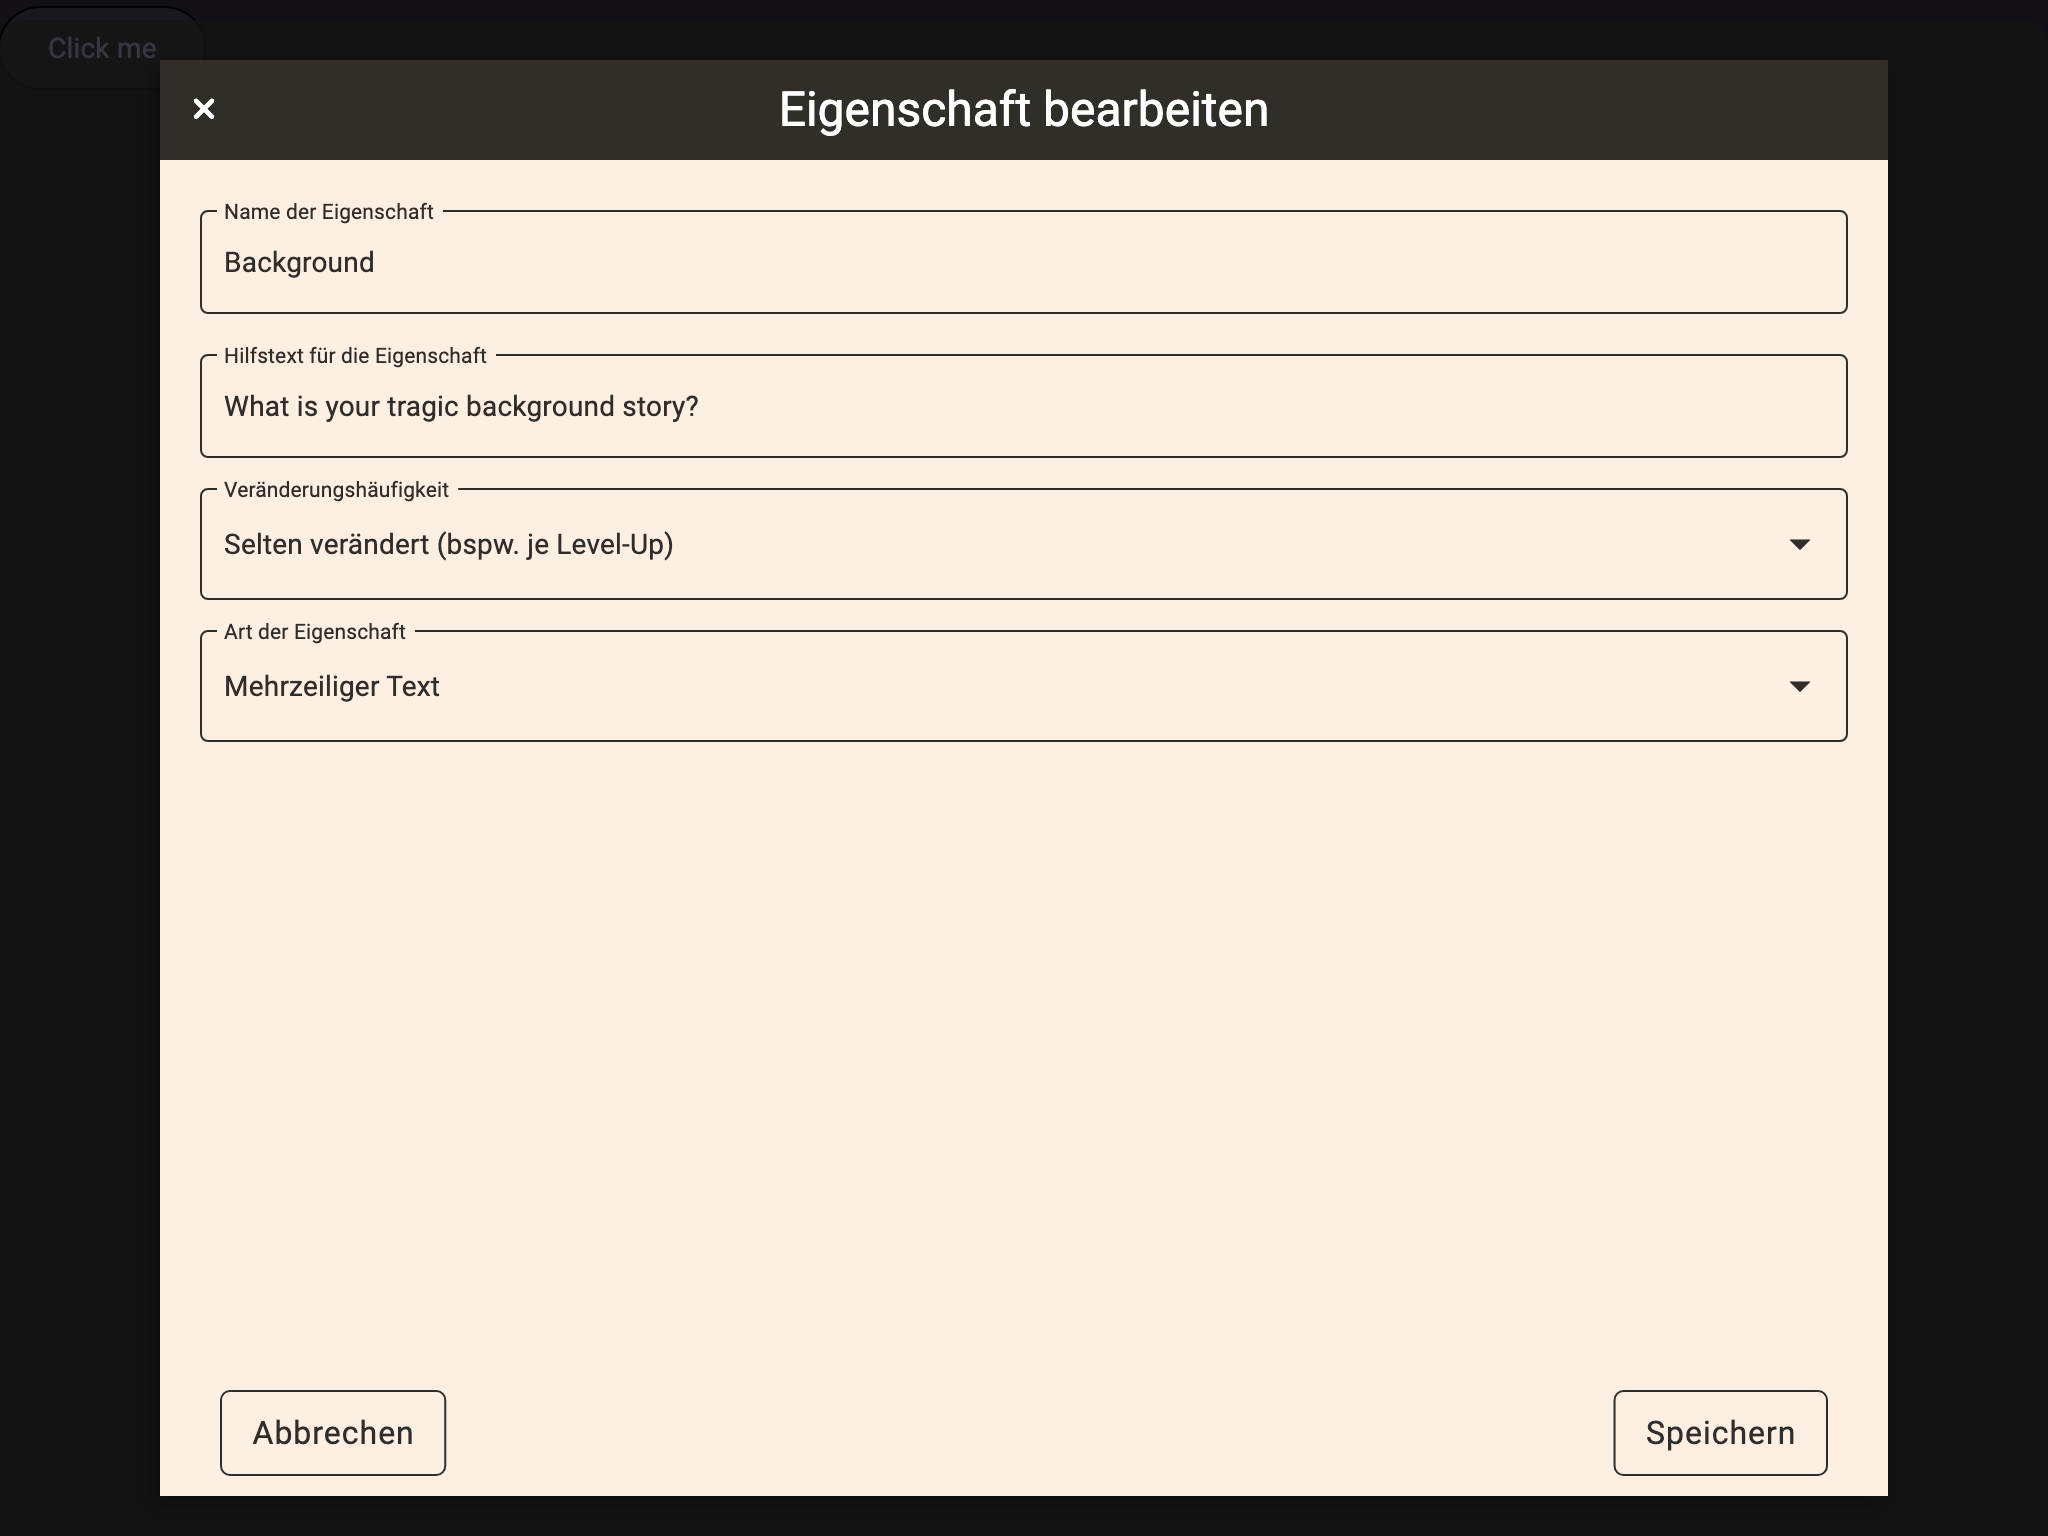 Click me
Eigenschaft bearbeiten
Name der Eigenschaft
Background
Hilfstext für die Eigenschaft
What is your tragic background story?
Veränderungshäufigkeit
Selten verändert (bspw. je Level-Up)
Art der Eigenschaft
Mehrzeiliger Text
Abbrechen
Speichern